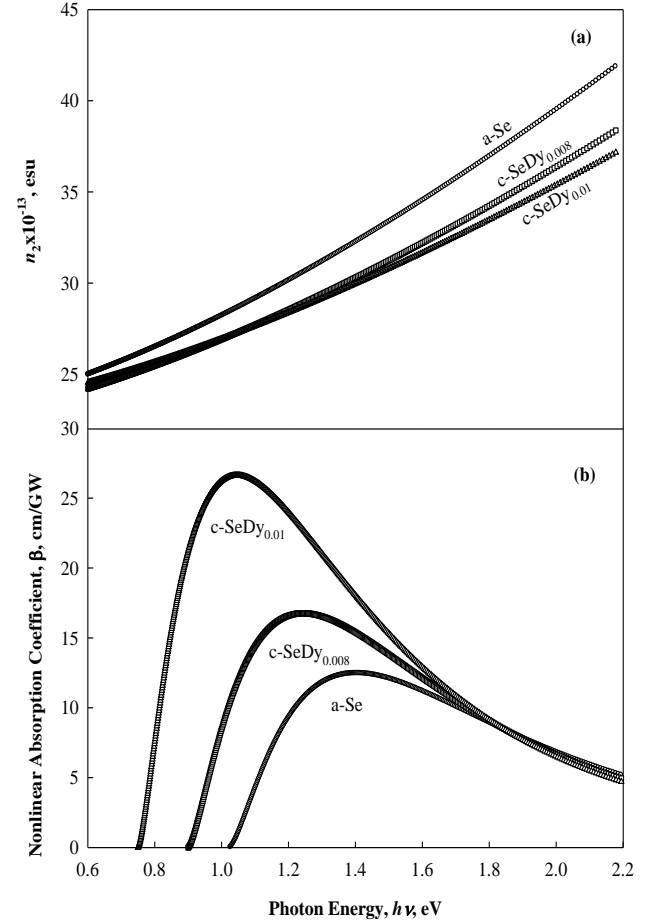 45
(a)
40
a-Se
c-SeDy0.008
c-SeDy0.01
35
30
25
n2x10-13, esu
30
(b)
25
c-SeDy0.01
20
15
c-SeDy0.008
a-Se
10
5
0
Nonlinear Absorption Coefficient, β, cm/GW
0.6 0.8 1.0 1.2 1.4 1.6 1.8 2.0 2.2
Photon Energy, hν, eV